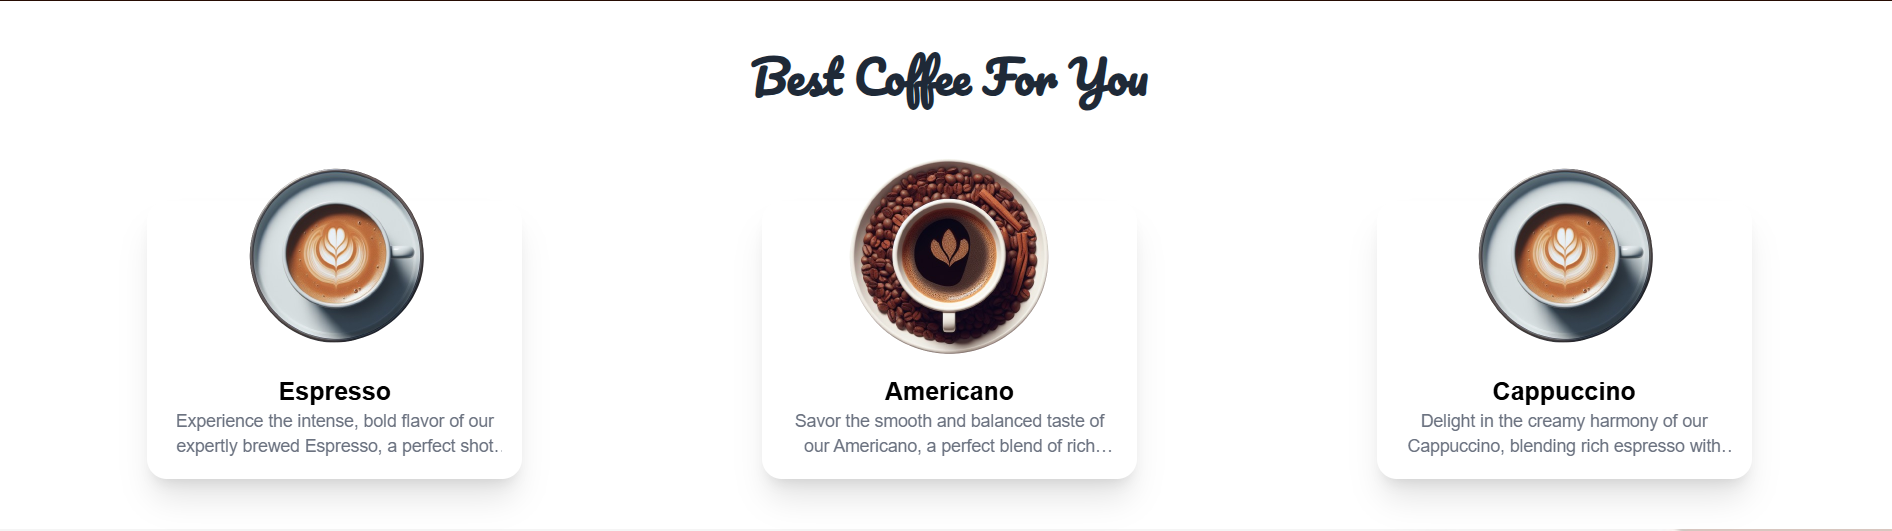 Best Coffee For You
Espresso
Experience the intense, bold flavor of our
expertly brewed Espresso, a perfect shot..
Americano
Savor the smooth and balanced taste of
our Americano, a perfect blend of rich...
Cappuccino
Delight in the creamy harmony of our
Cappuccino, blending rich espresso with..